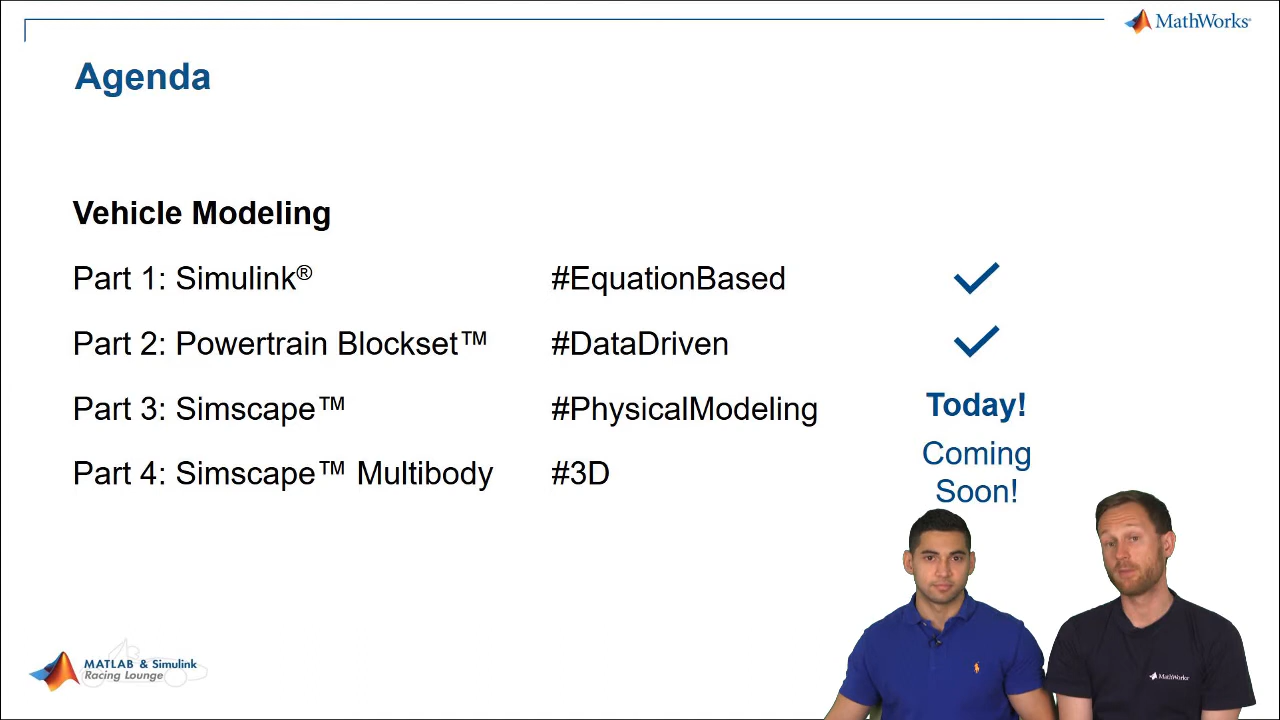 MathWorks®
Agenda
Vehicle Modeling
Part 1: Simulink® #EquationBased
Part 2: Powertrain Blockset™ #DataDriven
Part 3: Simscape™ #PhysicalModeling Today!
Part 4: Simscape™ Multibody #3D Coming
Soon!
MATLAB & Simulink
Racing Lounge
MathWorks